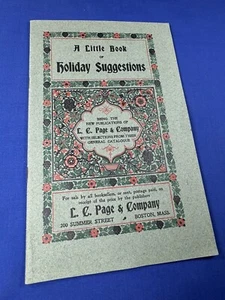 A Little Book
OF
Holiday Suggestions
BEING THE
NEW PUBLICATIONS OF
L. C. Page & Company
WITH SELECTIONS FROM THEIR
GENERAL CATALOGUE
For sale by all booksellers, or sent, postage paid, on
receipt of the price by the publishers
L. C. Page & Company
200 SUMMER STREET BOSTON, MASS.